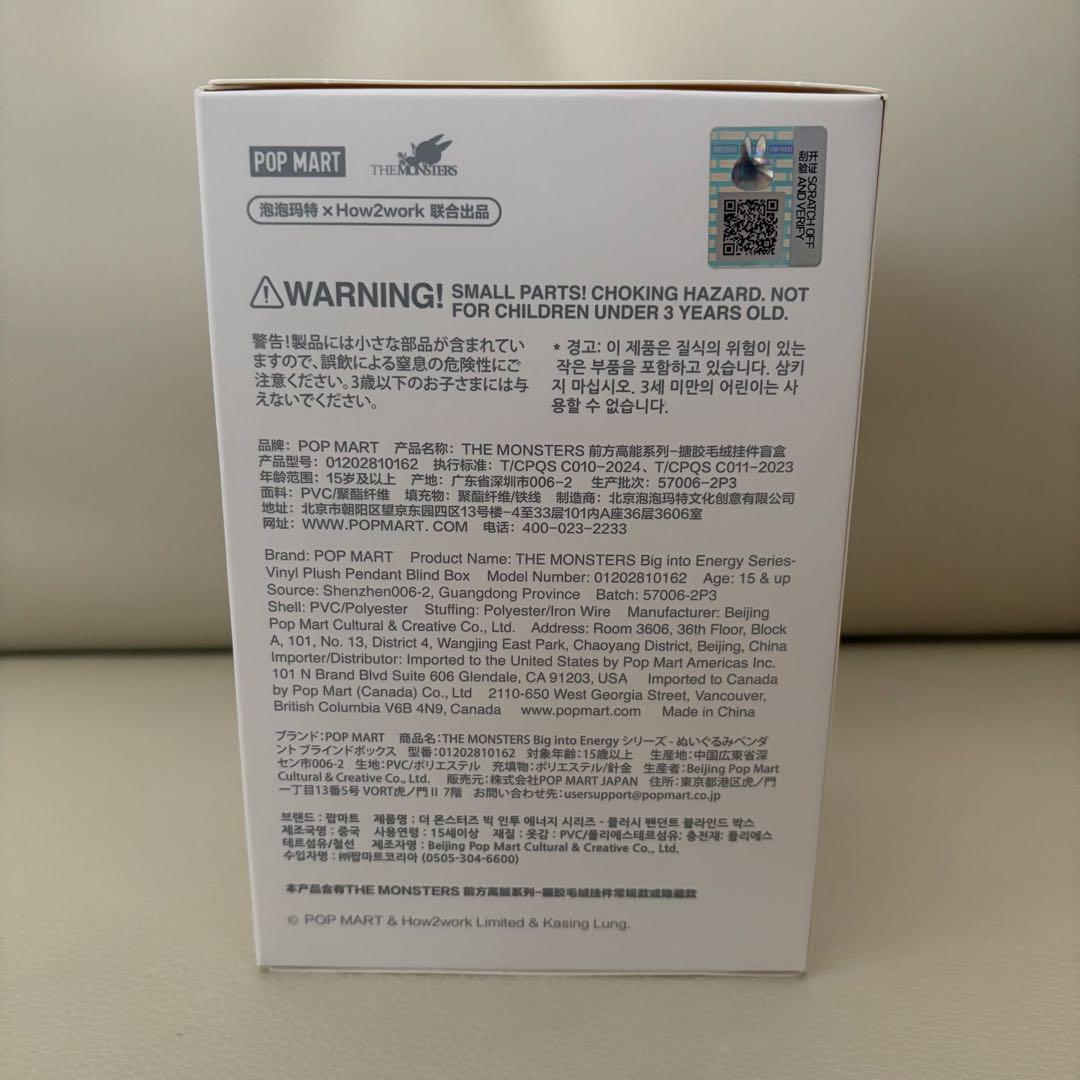 POP MART
THE MONSTERS
泡泡玛特×How2work 联合出品
POP MART
开逆 SCRATCH OFF
刮验 AND VERIFY
WARNING! SMALL PARTS! CHOKING HAZARD. NOT
FOR CHILDREN UNDER 3 YEARS OLD.
警告!製品には小さな部品が含まれてい
ますので、誤飲による窒息の危険性にご
注意ください。3歳以下のお子さまには与
えないでください。
* 경고: 이 제품은 질식의 위험이 있는
작은 부품을 포함하고 있습니다. 삼키
지 마십시오. 3세 미만의 어린이는 사
용할 수 없습니다.
品牌: POP MART 产品名称: THE MONSTERS 前方高能系列-搪胶毛绒挂件盲盒
产品型号: 01202810162 执行标准: T/CPQS C010-2024、T/CPQS C011-2023
年龄范围: 15岁及以上 产地: 广东省深圳市006-2 生产批次: 57006-2P3
面料: PVC/聚酯纤维 填充物: 聚酯纤维/铁线 制造商: 北京泡泡玛特文化创意有限公司
地址: 北京市朝阳区望京东园四区13号楼-4至33层101内A座36层3606室
网址: WWW.POPMART. COM 电话: 400-023-2233
Brand: POP MART Product Name: THE MONSTERS Big into Energy Series-
Vinyl Plush Pendant Blind Box Model Number: 01202810162 Age: 15 & up
Source: Shenzhen006-2, Guangdong Province Batch: 57006-2P3
Shell: PVC/Polyester Stuffing: Polyester/Iron Wire Manufacturer: Beijing
Pop Mart Cultural & Creative Co., Ltd. Address: Room 3606, 36th Floor, Block
A, 101, No. 13, District 4, Wangjing East Park, Chaoyang District, Beijing, China
Importer/Distributor: Imported to the United States by Pop Mart Americas Inc.
101 N Brand Blvd Suite 606 Glendale, CA 91203, USA Imported to Canada
by Pop Mart (Canada) Co., Ltd 2110-650 West Georgia Street, Vancouver,
British Columbia V6B 4N9, Canada www.popmart.com Made in China
ブランド:POP MART 商品名:THE MONSTERS Big into Energy シリーズ - ぬいぐるみペンダ
ント ブラインドボックス 型番:01202810162 対象年齢:15歳以上 生産地:中国広東省深
セン市006-2 生地:PVC/ポリエステル 充填物:ポリエステル/針金 生産者:Beijing Pop Mart
Cultural & Creative Co., Ltd. 販売元:株式会社POP MART JAPAN 住所:東京都港区虎ノ門
一丁目13番5号 VORT虎ノ門Ⅱ 7階 お問い合わせ先:usersupport@popmart.co.jp
브랜드 : 팝마트 제품명 : 더 몬스터즈 빅 인투 에너지 시리즈 - 플러시 펜던트 블라인드 박스
제조국명 : 중국 사용연령 : 15세이상 재질 : 옷감 : PVC/폴리에스테르섬유; 충전재: 폴리에스
테르섬유/철선 제조자명 : Beijing Pop Mart Cultural & Creative Co., Ltd.
수입자명 : ㈜팝마트코리아 (0505-304-6600)
本产品含有THE MONSTERS 前方高能系列-搪胶毛绒挂件常规款或隐藏款
© POP MART & How2work Limited & Kasing Lung.